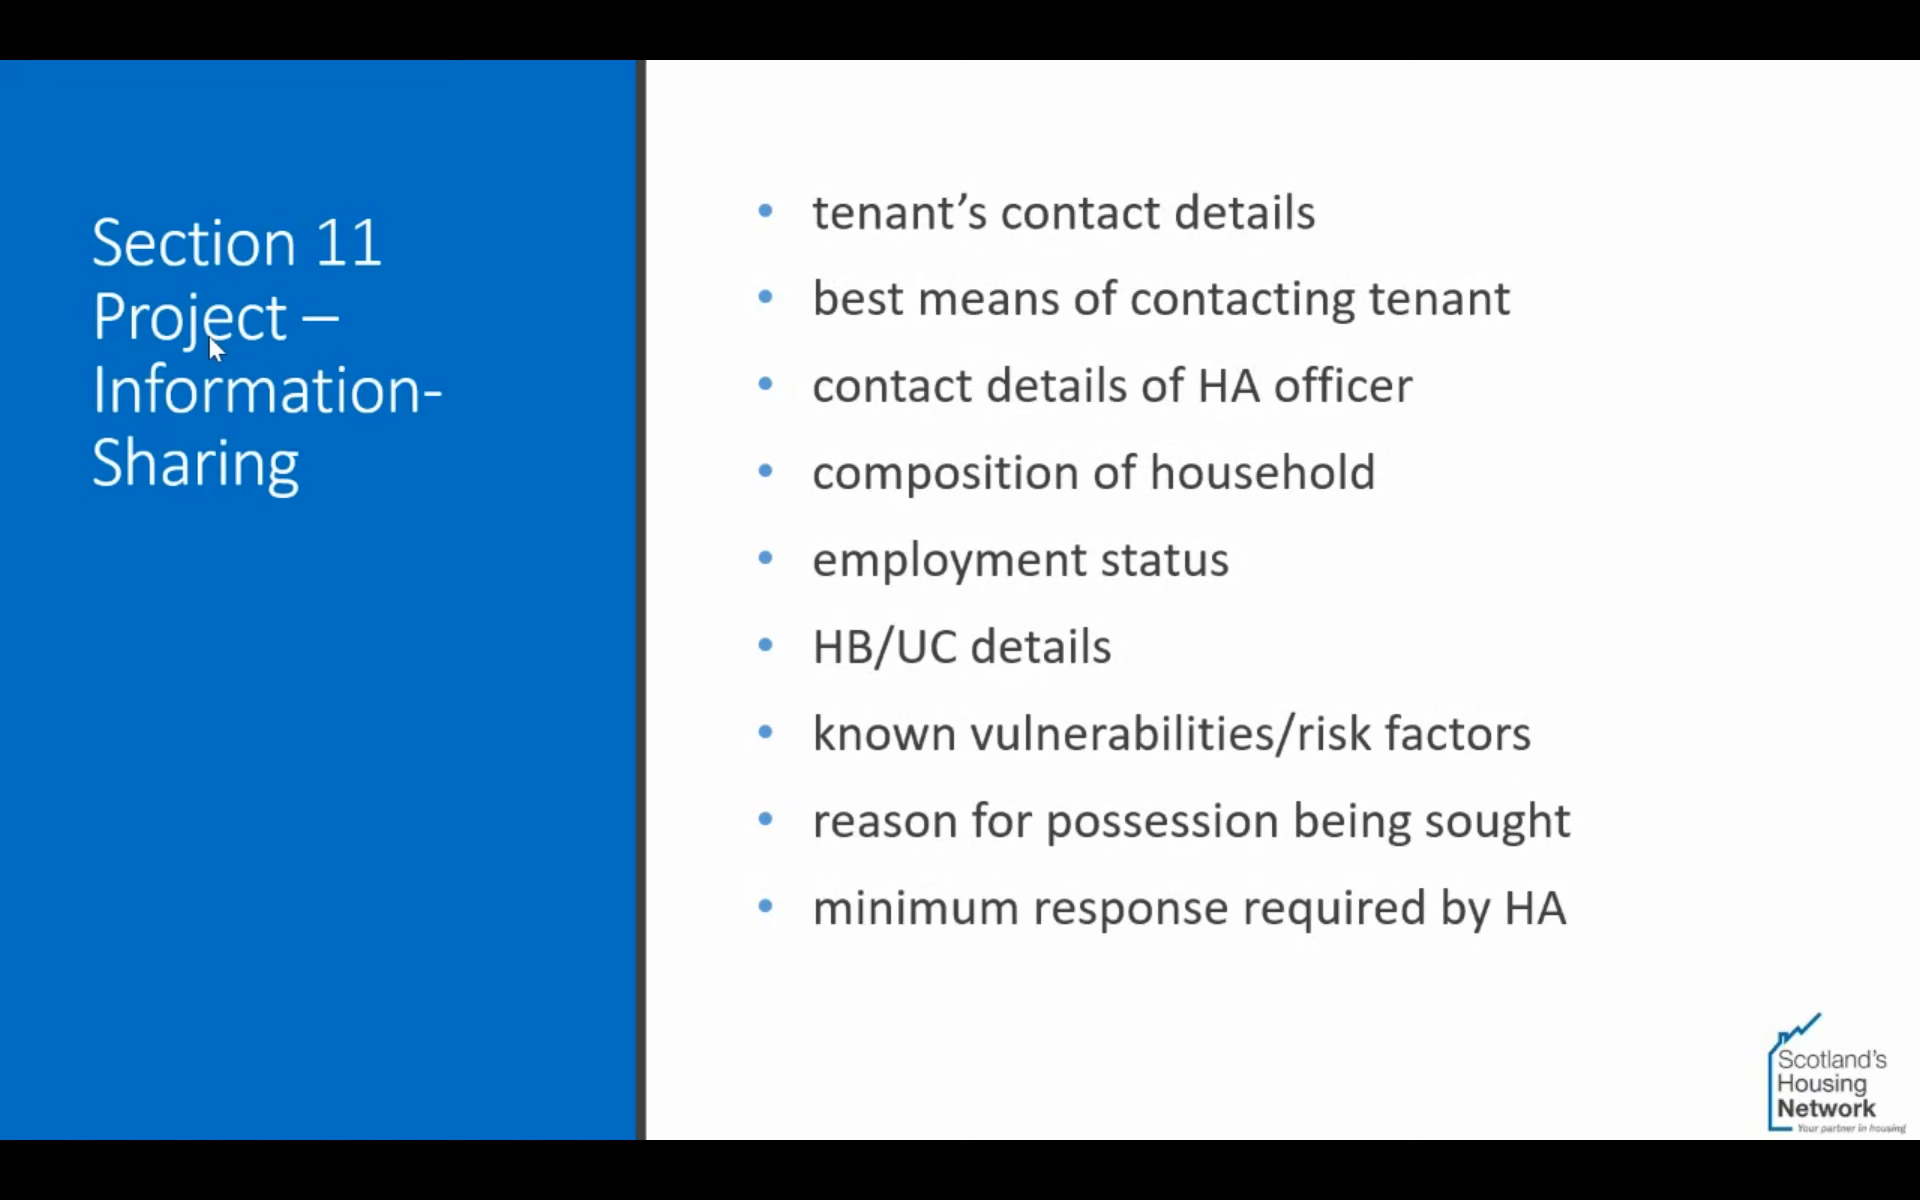 Section 11
Project –
Information-
Sharing
• tenant’s contact details
• best means of contacting tenant
• contact details of HA officer
• composition of household
• employment status
• HB/UC details
• known vulnerabilities/risk factors
• reason for possession being sought
• minimum response required by HA
Scotland's
Housing
Network
Your partner in housing